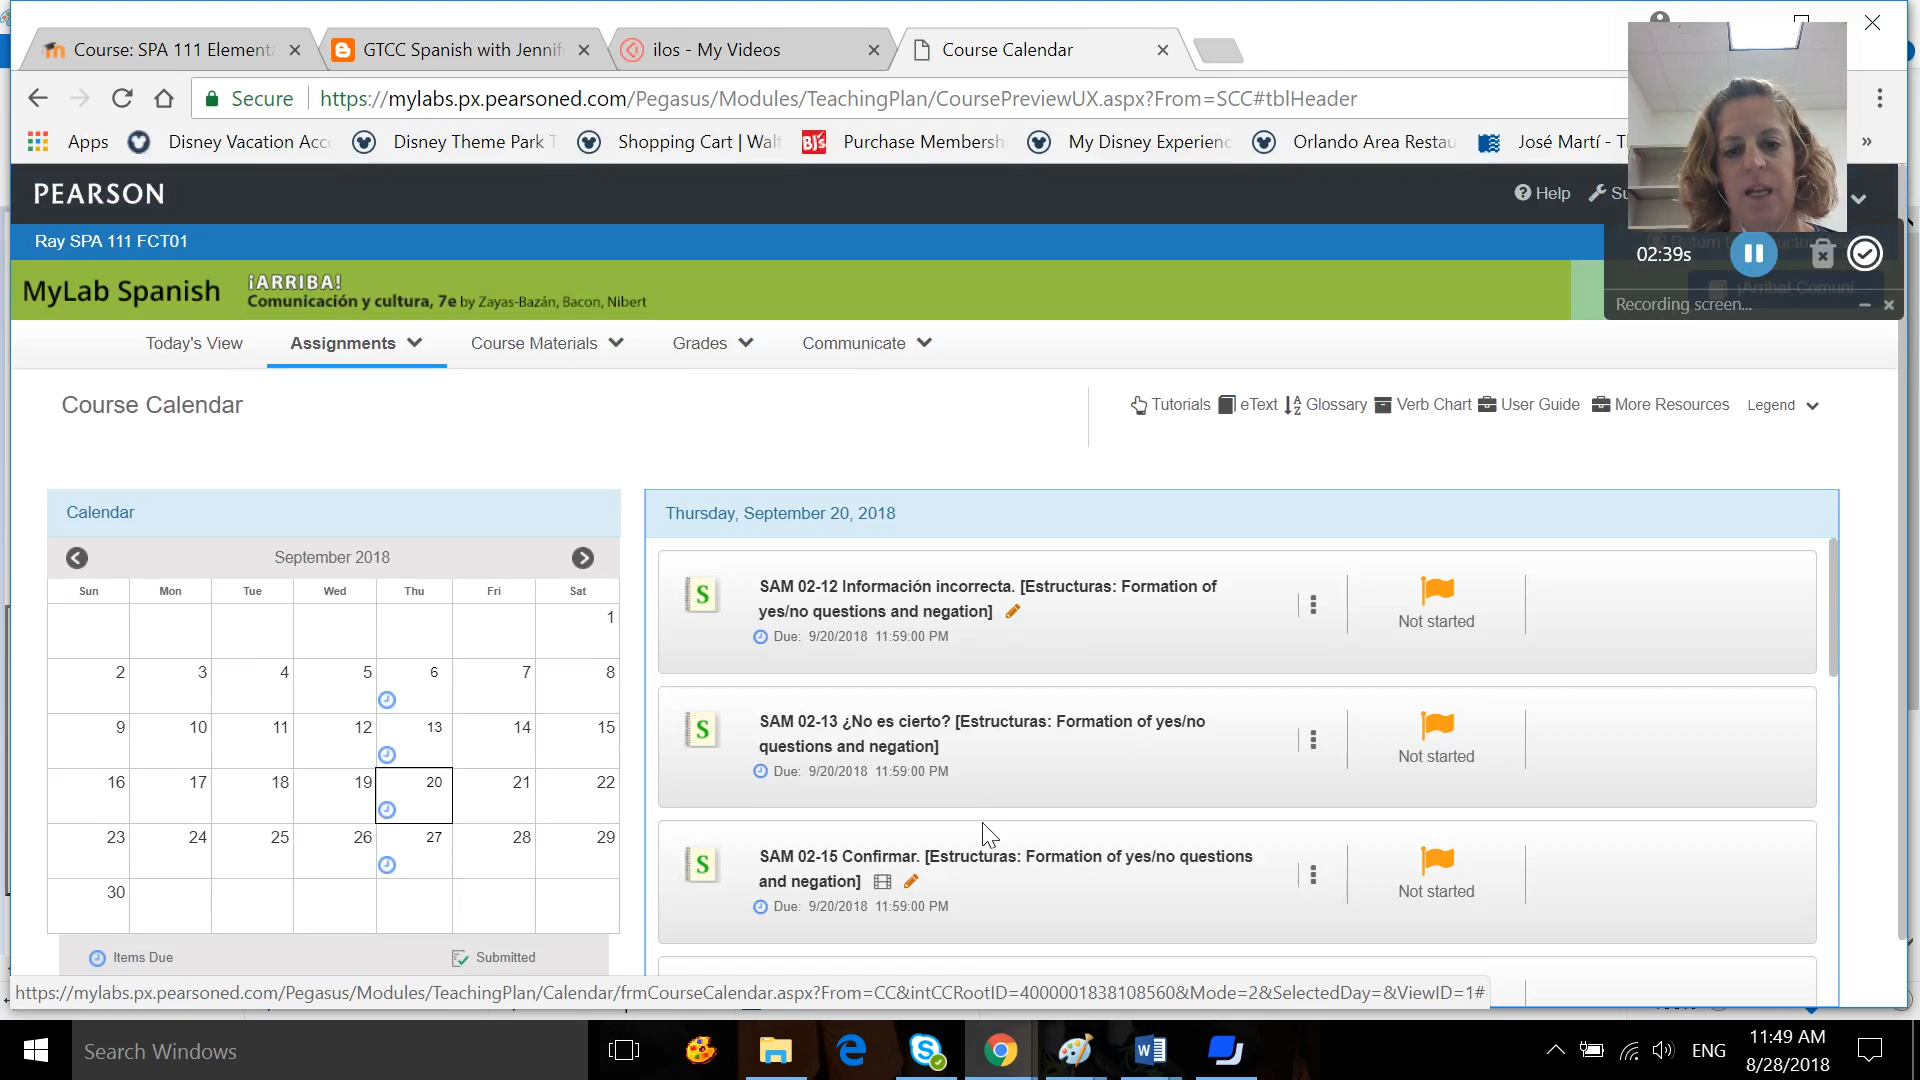 Course: SPA 111 Elementa
GTCC Spanish with Jennif
ilos - My Videos
Course Calendar
Secure
https://mylabs.px.pearsoned.com/Pegasus/Modules/TeachingPlan/CoursePreviewUX.aspx?From=SCC#tblHeader
Apps
Disney Vacation Acc
Disney Theme Park T
Shopping Cart | Walt
BJ's
Purchase Membersh
My Disney Experienc
Orlando Area Restau
José Martí - T
»
PEARSON
Help
Su
Ray SPA 111 FCT01
02:39s
Recording screen...
MyLab Spanish
¡ARRIBA!
Comunicación y cultura, 7e by Zayas-Bazán, Bacon, Nibert
Today's View
Assignments
Course Materials
Grades
Communicate
Course Calendar
Tutorials
eText
Glossary
Verb Chart
User Guide
More Resources
Legend
Calendar
September 2018
Sun Mon Tue Wed Thu Fri Sat
1
2 3 4 5 6 7 8
9 10 11 12 13 14 15
16 17 18 19 20 21 22
23 24 25 26 27 28 29
30
Items Due
Submitted
Thursday, September 20, 2018
SAM 02-12 Información incorrecta. [Estructuras: Formation of
yes/no questions and negation]
Due: 9/20/2018 11:59:00 PM
Not started
SAM 02-13 ¿No es cierto? [Estructuras: Formation of yes/no
questions and negation]
Due: 9/20/2018 11:59:00 PM
Not started
SAM 02-15 Confirmar. [Estructuras: Formation of yes/no questions
and negation]
Due: 9/20/2018 11:59:00 PM
Not started
https://mylabs.px.pearsoned.com/Pegasus/Modules/TeachingPlan/Calendar/frmCourseCalendar.aspx?From=CC&intCCRootID=4000001838108560&Mode=2&SelectedDay=&ViewID=1#
Search Windows
ENG
11:49 AM
8/28/2018